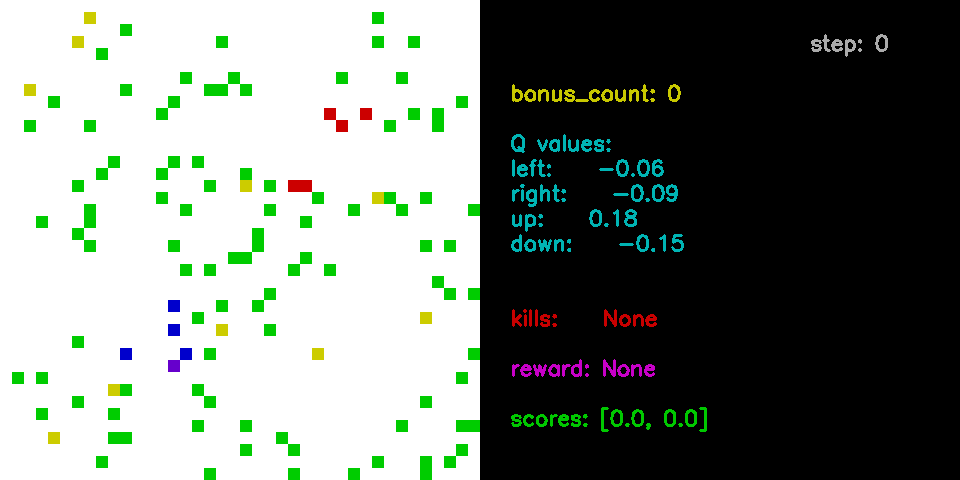 step: 0
bonus_count: 0
Q values:
left: -0.06
right: -0.09
up: 0.18
down: -0.15
kills: None
reward: None
scores: [0.0, 0.0]